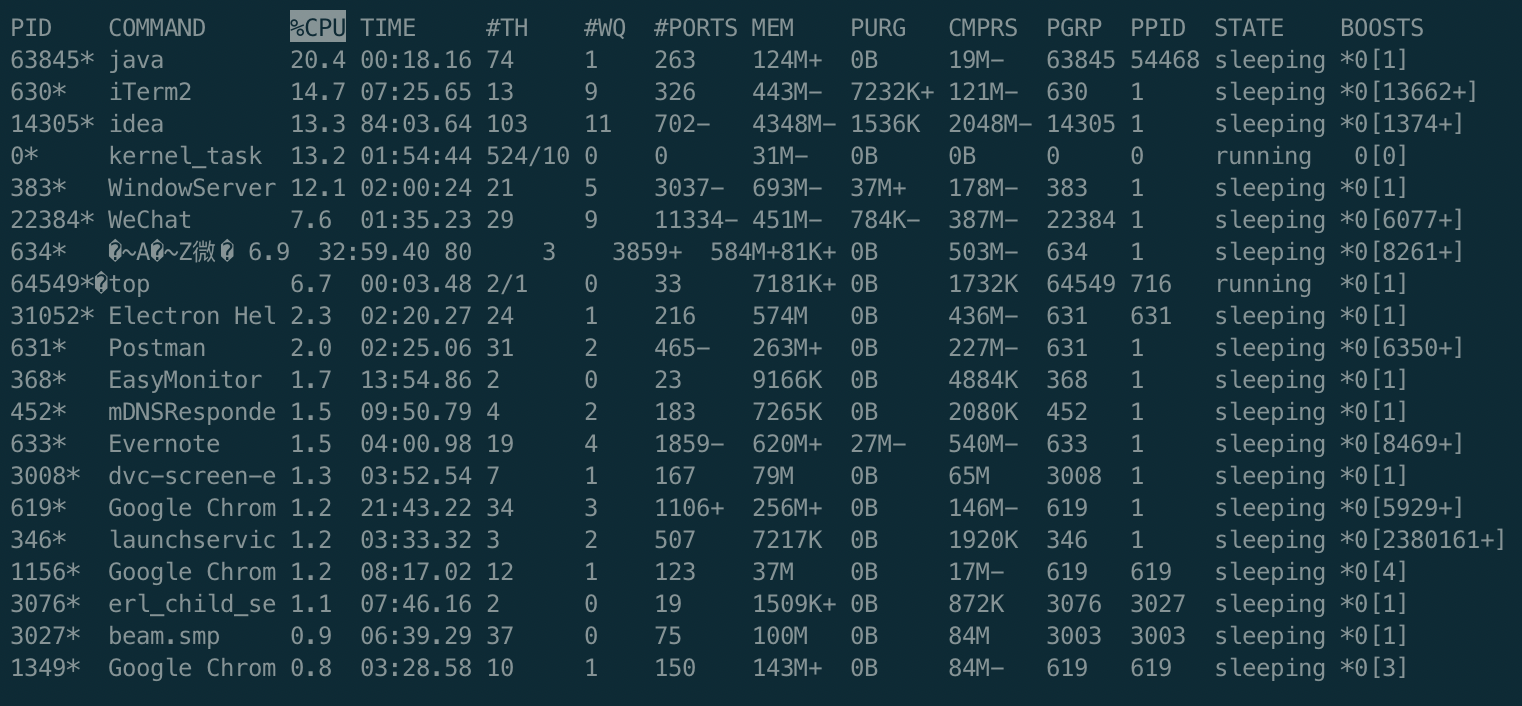 PID    COMMAND      %CPU TIME     #TH    #WQ  #PORTS MEM    PURG   CMPRS  PGRP  PPID  STATE    BOOSTS
63845* java         20.4 00:18.16 74     1    263    124M+  0B     19M-   63845 54468 sleeping *0[1]
630*   iTerm2       14.7 07:25.65 13     9    326    443M-  7232K+ 121M-  630   1     sleeping *0[13662+]
14305* idea         13.3 84:03.64 103    11   702-   4348M- 1536K  2048M- 14305 1     sleeping *0[1374+]
0*     kernel_task  13.2 01:54:44 524/10 0    0      31M-   0B     0B     0     0     running   0[0]
383*   WindowServer 12.1 02:00:24 21     5    3037-  693M-  37M+   178M-  383   1     sleeping *0[1]
22384* WeChat       7.6  01:35.23 29     9    11334- 451M-  784K-  387M-  22384 1     sleeping *0[6077+]
634*   �~A�~Z微� 6.9  32:59.40 80      3    3859+  584M+81K+ 503M-  634   1     sleeping *0[8261+]
64549*�top          6.7  00:03.48 2/1    0    33     7181K+ 0B     1732K  64549 716   running  *0[1]
31052* Electron Hel 2.3  02:20.27 24     1    216    574M   0B     436M-  631   631   sleeping *0[1]
631*   Postman      2.0  02:25.06 31     2    465-   263M+  0B     227M-  631   1     sleeping *0[6350+]
368*   EasyMonitor  1.7  13:54.86 2      0    23     9166K  0B     4884K  368   1     sleeping *0[1]
452*   mDNSResponde 1.5  09:50.79 4      2    183    7265K  0B     2080K  452   1     sleeping *0[1]
633*   Evernote     1.5  04:00.98 19     4    1859-  620M+  27M-   540M-  633   1     sleeping *0[8469+]
3008*  dvc-screen-e 1.3  03:52.54 7      1    167    79M    0B     65M    3008  1     sleeping *0[1]
619*   Google Chrom 1.2  21:43.22 34     3    1106+  256M+  0B     146M-  619   1     sleeping *0[5929+]
346*   launchservic 1.2  03:33.32 3      2    507    7217K  0B     1920K  346   1     sleeping *0[2380161+]
1156*  Google Chrom 1.2  08:17.02 12     1    123    37M    0B     17M-   619   619   sleeping *0[4]
3076*  erl_child_se 1.1  07:46.16 2      0    19     1509K+ 0B     872K   3076  3027  sleeping *0[1]
3027*  beam.smp     0.9  06:39.29 37     0    75     100M   0B     84M    3003  3003  sleeping *0[1]
1349*  Google Chrom 0.8  03:28.58 10     1    150    143M+  0B     84M-   619   619   sleeping *0[3]